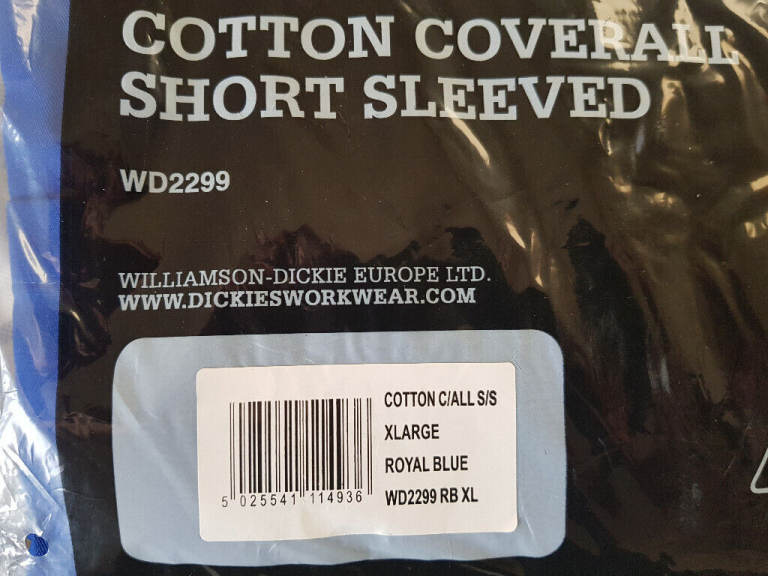 COTTON COVERALL
SHORT SLEEVED
WD2299
WILLIAMSON-DICKIE EUROPE LTD.
WWW.DICKIESWORKWEAR.COM
COTTON C/ALL S/S
XLARGE
ROYAL BLUE
WD2299 RB XL
5 025541 114936